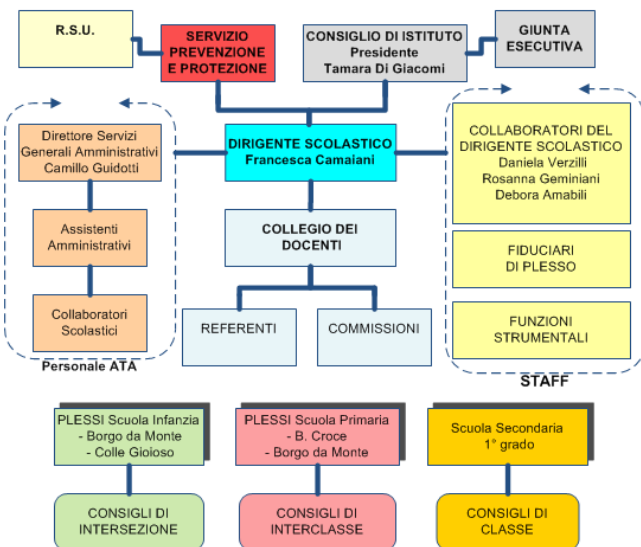 R.S.U.
SERVIZIO
PREVENZIONE
E PROTEZIONE
CONSIGLIO DI ISTITUTO
Presidente
Tamara Di Giacomi
GIUNTA
ESECUTIVA
Direttore Servizi
Generali Amministrativi
Camillo Guidotti
DIRIGENTE SCOLASTICO
Francesca Camaiani
COLLABORATORI DEL
DIRIGENTE SCOLASTICO
Daniela Verzilli
Rosanna Geminiani
Debora Amabili
Assistenti
Amministrativi
COLLEGIO DEI
DOCENTI
FIDUCIARI
DI PLESSO
Collaboratori
Scolastici
REFERENTI
COMMISSIONI
FUNZIONI
STRUMENTALI
Personale ATA
STAFF
PLESSI Scuola Infanzia
- Borgo da Monte
- Colle Gioioso
PLESSI Scuola Primaria
- B. Croce
- Borgo da Monte
Scuola Secondaria
1° grado
CONSIGLI DI
INTERSEZIONE
CONSIGLI DI
INTERCLASSE
CONSIGLI DI
CLASSE